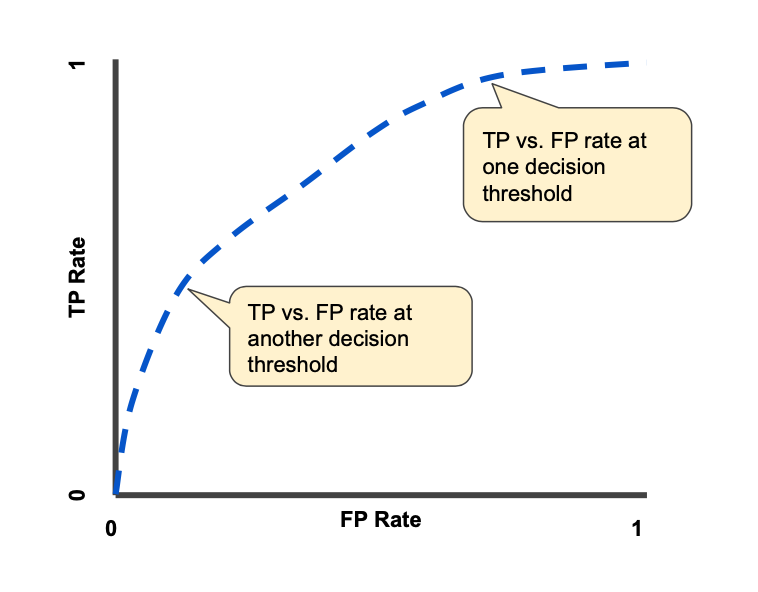 1
TP Rate
0
TP vs. FP rate at
one decision
threshold
TP vs. FP rate at
another decision
threshold
0
FP Rate
1